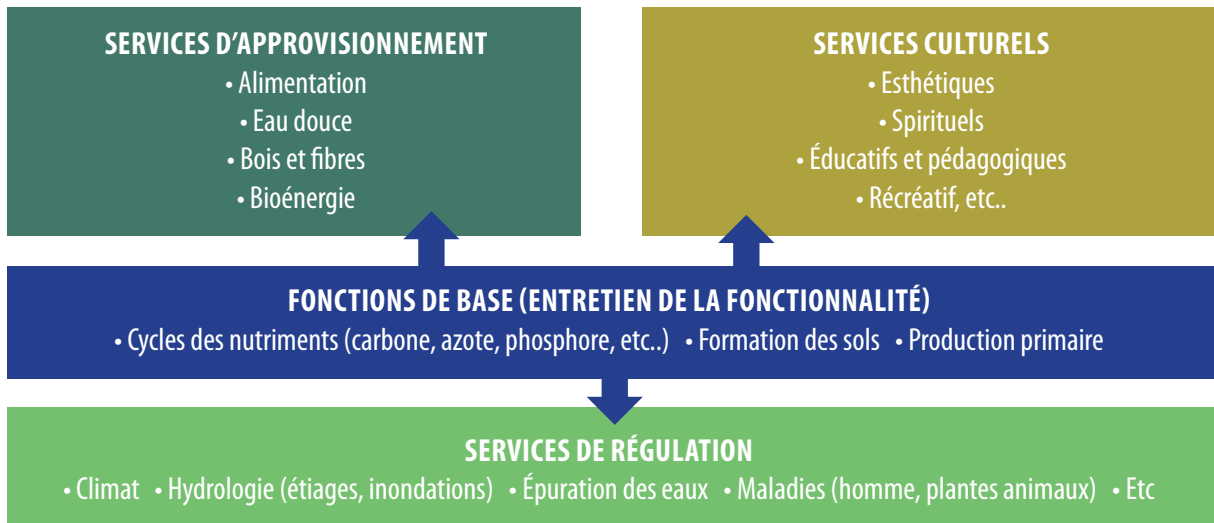 SERVICES D’APPROVISIONNEMENT
• Alimentation
• Eau douce
• Bois et fibres
• Bioénergie
SERVICES CULTURELS
• Esthétiques
• Spirituels
• Éducatifs et pédagogiques
• Récréatif, etc..
FONCTIONS DE BASE (ENTRETIEN DE LA FONCTIONNALITÉ)
• Cycles des nutriments (carbone, azote, phosphore, etc..) • Formation des sols • Production primaire
SERVICES DE RÉGULATION
• Climat • Hydrologie (étiages, inondations) • Épuration des eaux • Maladies (homme, plantes animaux) • Etc